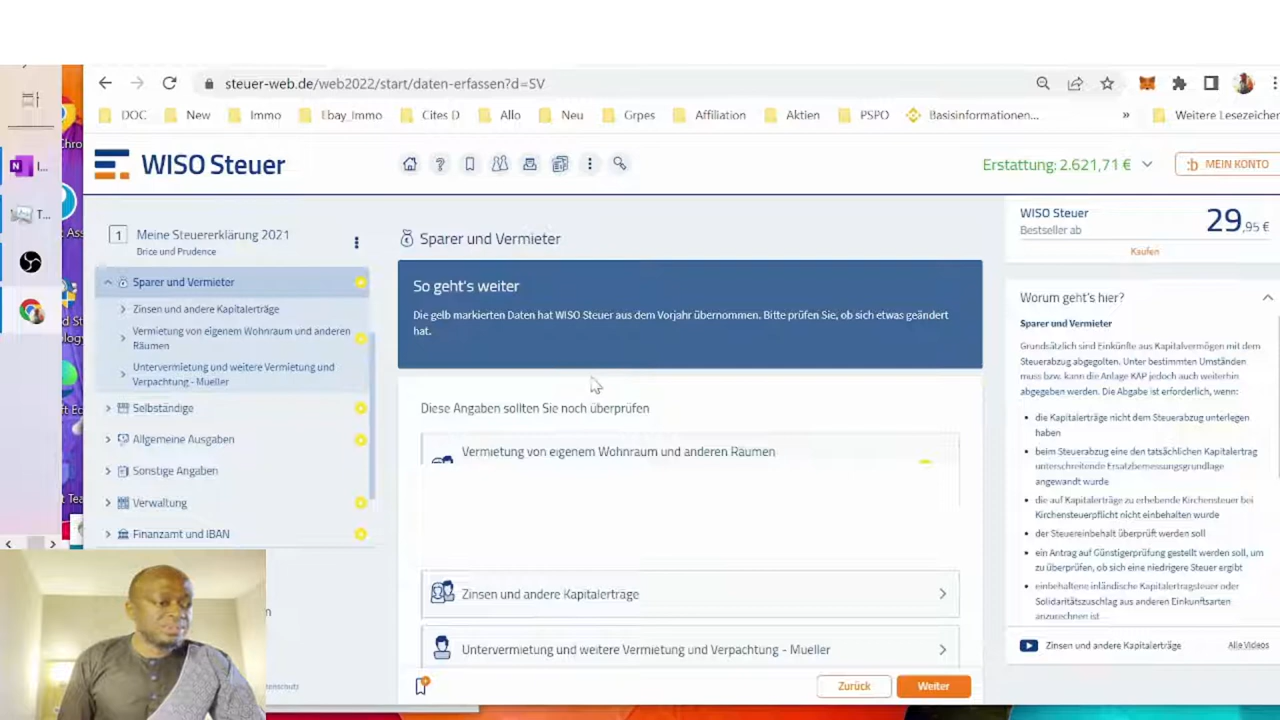 steuer-web.de/web2022/start/daten-erfassen?d=SV
DOC New Immo Ebay_Immo Cites D Allo Neu Grpes Affiliation Aktien PSPO Basisinformationen... » Weitere Lesezeichen
WISO Steuer
Erstattung: 2.621,71 €
MEIN KONTO
1 Meine Steuererklärung 2021
Brice und Prudence
Sparer und Vermieter
Zinsen und andere Kapitalerträge
Vermietung von eigenem Wohnraum und anderen
Räumen
Untervermietung und weitere Vermietung und
Verpachtung - Mueller
Selbständige
Allgemeine Ausgaben
Sonstige Ausgaben
Verwaltung
Finanzamt und IBAN
Sparer und Vermieter
So geht's weiter
Die gelb markierten Daten hat WISO Steuer aus dem Vorjahr übernommen. Bitte prüfen Sie, ob sich etwas geändert
hat.
Diese Angaben sollten Sie noch überprüfen
Vermietung von eigenem Wohnraum und anderen Räumen
Zinsen und andere Kapitalerträge
Untervermietung und weitere Vermietung und Verpachtung - Mueller
Zurück Weiter
WISO Steuer
Bestseller ab
29,95 €
Kaufen
Worum geht's hier?
Sparer und Vermieter
Grundsätzlich sind Einkünfte aus Kapitalvermögen mit dem
Steuerabzug abgegolten. Unter bestimmten Umständen
muss bzw. kann die Anlage KAP jedoch auch weiterhin
abgegeben werden. Die Abgabe ist erforderlich, wenn:
• die Kapitalerträge nicht dem Steuerabzug unterlegen
haben
• beim Steuerabzug eine den tatsächlichen Kapitalertrag
unterschreitende Ersatzbemessungsgrundlage
angewandt wurde
• die auf Kapitalerträge zu erhebende Kirchensteuer bei
Kirchensteuerpflicht nicht einbehalten wurde
• der Steuereinbehalt überprüft werden soll
• ein Antrag auf Günstigerprüfung gestellt werden soll, um
zu überprüfen, ob sich eine niedrigere Steuer ergibt
• einbehaltene inländische Kapitalertragsteuer oder
Solidaritätszuschlag aus anderen Einkunftsarten
anzurechnen ist
Zinsen und andere Kapitalerträge
Alle Videos